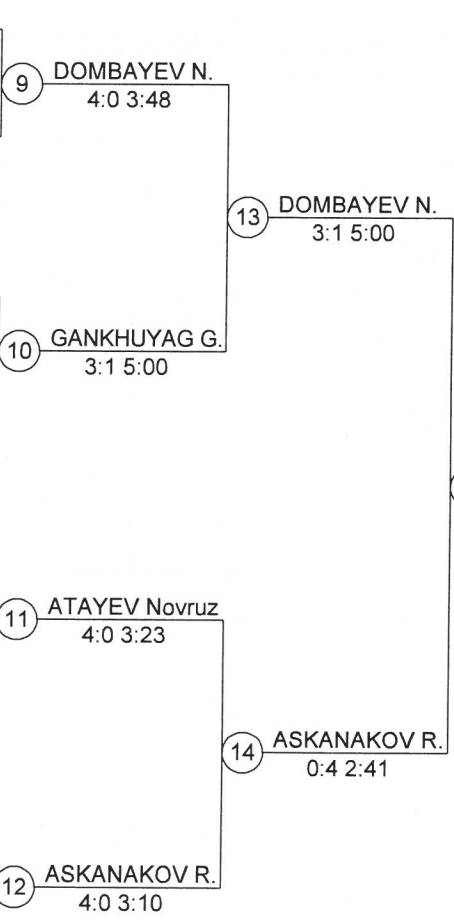 9 DOMBAYEV N.
4:0 3:48
13 DOMBAYEV N.
3:1 5:00
10 GANKHUYAG G.
3:1 5:00
11 ATAYEV Novruz
4:0 3:23
14 ASKANAKOV R.
0:4 2:41
12 ASKANAKOV R.
4:0 3:10